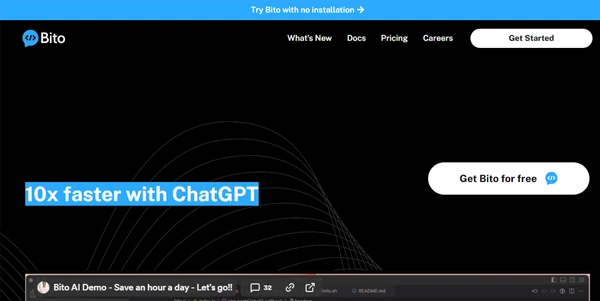 Try Bito with no installation →
Bito
What's New
Docs
Pricing
Careers
Get Started
10x faster with ChatGPT
Get Bito for free
Bito AI Demo - Save an hour a day - Let's go!!
32
README.md